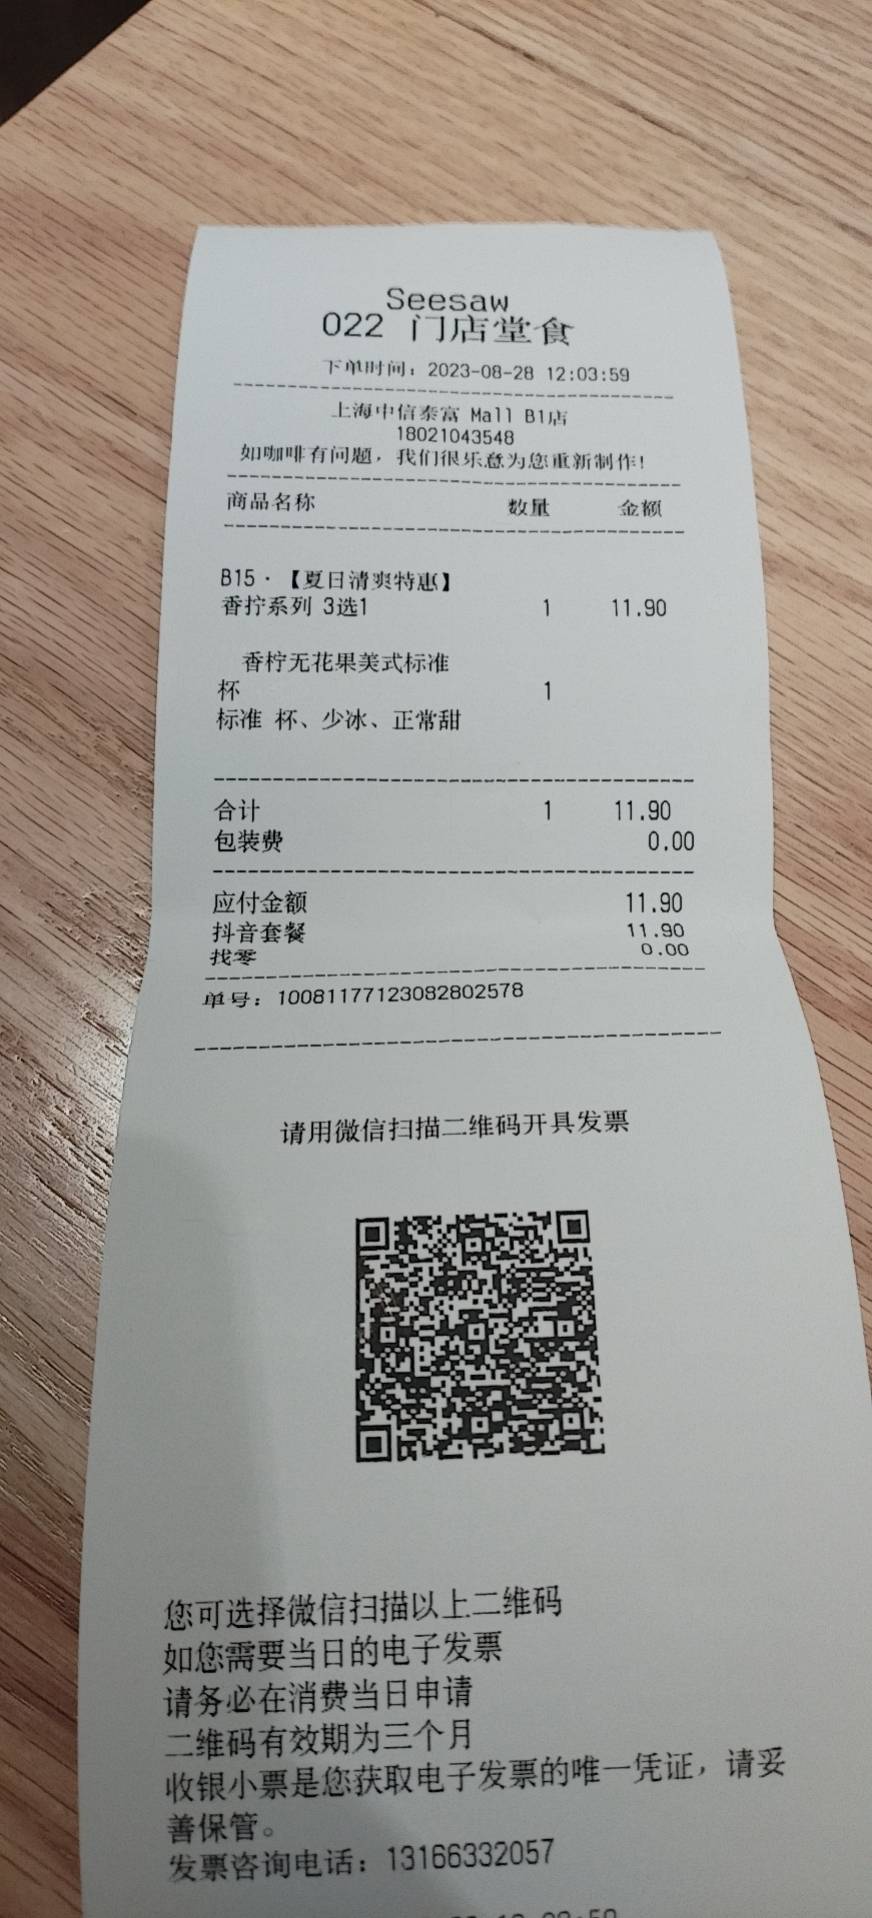 Seesaw
022 门店堂食
下单时间：2023-08-28 12:03:59
上海中信泰富 Mall B1店
18021043548
如咖啡有问题，我们很乐意为您重新制作！
商品名称 数量 金额
B15·【夏日清爽特惠】
香拧系列 3选1 1 11.90
香柠无花果美式标准
杯 1
标准 杯、少冰、正常甜
合计 1 11.90
包装费 0.00
应付金额 11.90
抖音套餐 11.90
找零 0.00
单号：10081177123082802578
请用微信扫描二维码开具发票
您可选择微信扫描以上二维码
如您需要当日的电子发票
请务必在消费当日申请
二维码有效期为三个月
收银小票是您获取电子发票的唯一凭证，请妥
善保管。
发票咨询电话：13166332057